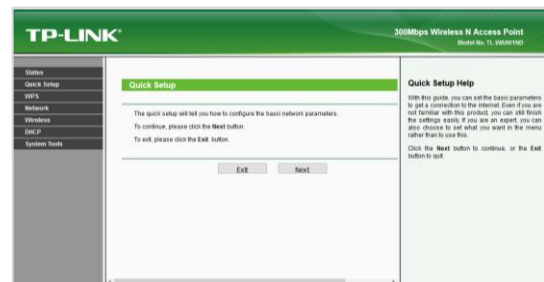 TP-LINK®
300Mbps Wireless N Access Point
Model No. TL-WA901ND
Status
Quick Setup
WPS
Network
Wireless
DHCP
System Tools
Quick Setup
The quick setup will tell you how to configure the basic network parameters.
To continue, please click the Next button.
To exit, please click the Exit button.
Exit
Next
Quick Setup Help
With this guide, you can set the basic parameters
to get a connection to the internet. Even if you are
not familiar with this product, you can still finish
the settings easily. If you are an expert, you can
also choose to set what you want in the menu
rather than to use this.
Click the Next button to continue, or the Exit
button to quit.